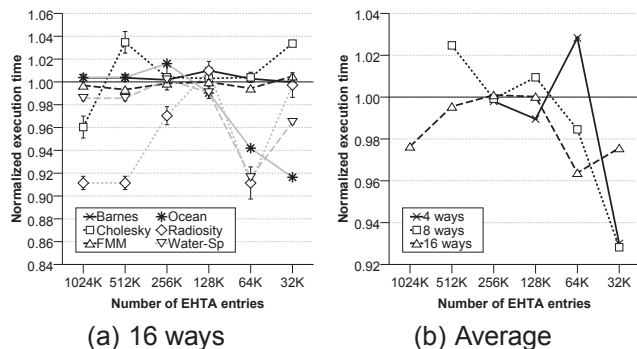 1.06
1.04
1.02
1.00
0.98
0.96
0.94
0.92
0.90
0.88
0.86
0.84
Normalized execution time
Barnes
Cholesky
FMM
Ocean
Radiosity
Water-Sp
1024K 512K 256K 128K 64K 32K
Number of EHTA entries
(a) 16 ways
1.04
1.02
1.00
0.98
0.96
0.94
0.92
Normalized execution time
4 ways
8 ways
16 ways
1024K 512K 256K 128K 64K 32K
Number of EHTA entries
(b) Average